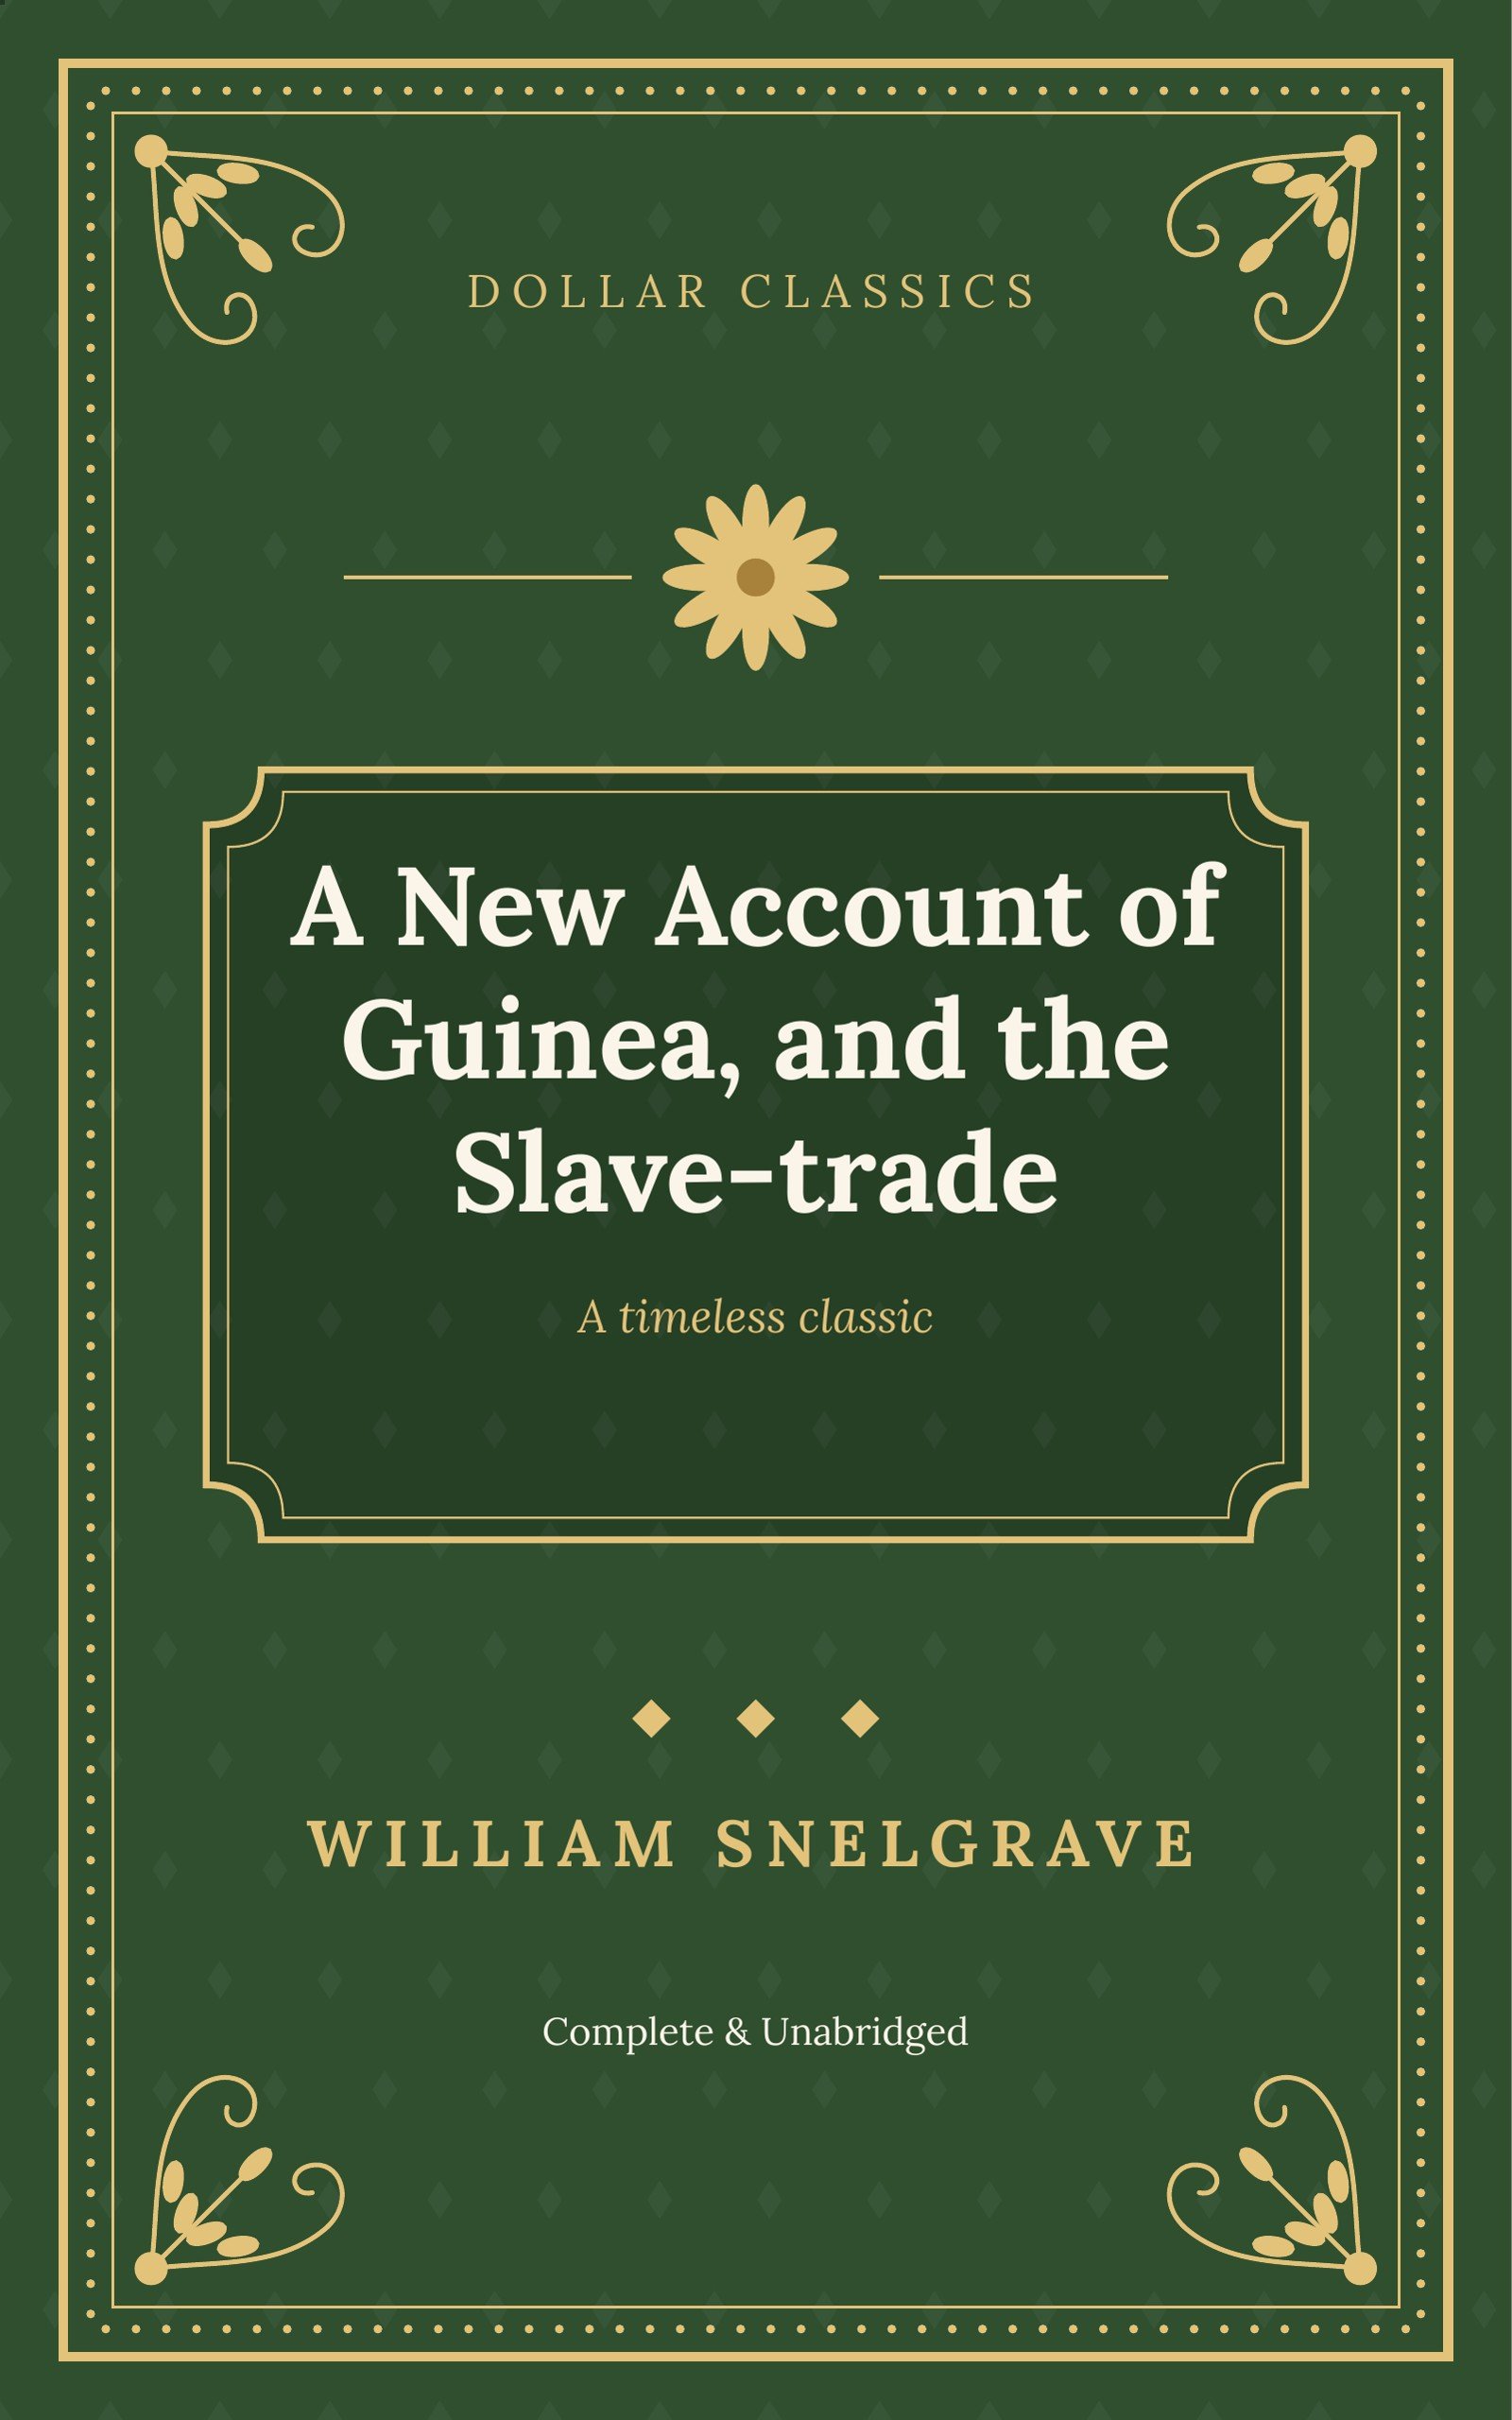 DOLLAR CLASSICS
A New Account of
Guinea, and the
Slave-trade
A timeless classic
WILLIAM SNELGRAVE
Complete & Unabridged